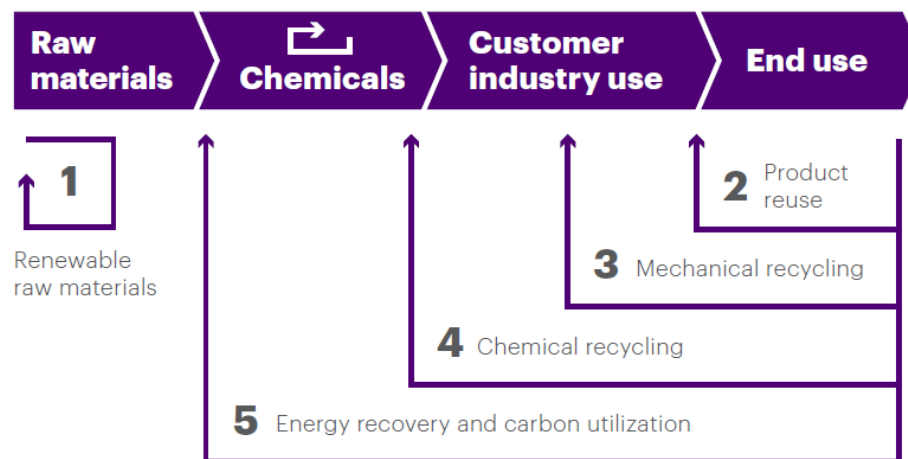 Raw
materials
Chemicals
Customer
industry use
End use
1
Renewable
raw materials
2 Product
reuse
3 Mechanical recycling
4 Chemical recycling
5 Energy recovery and carbon utilization